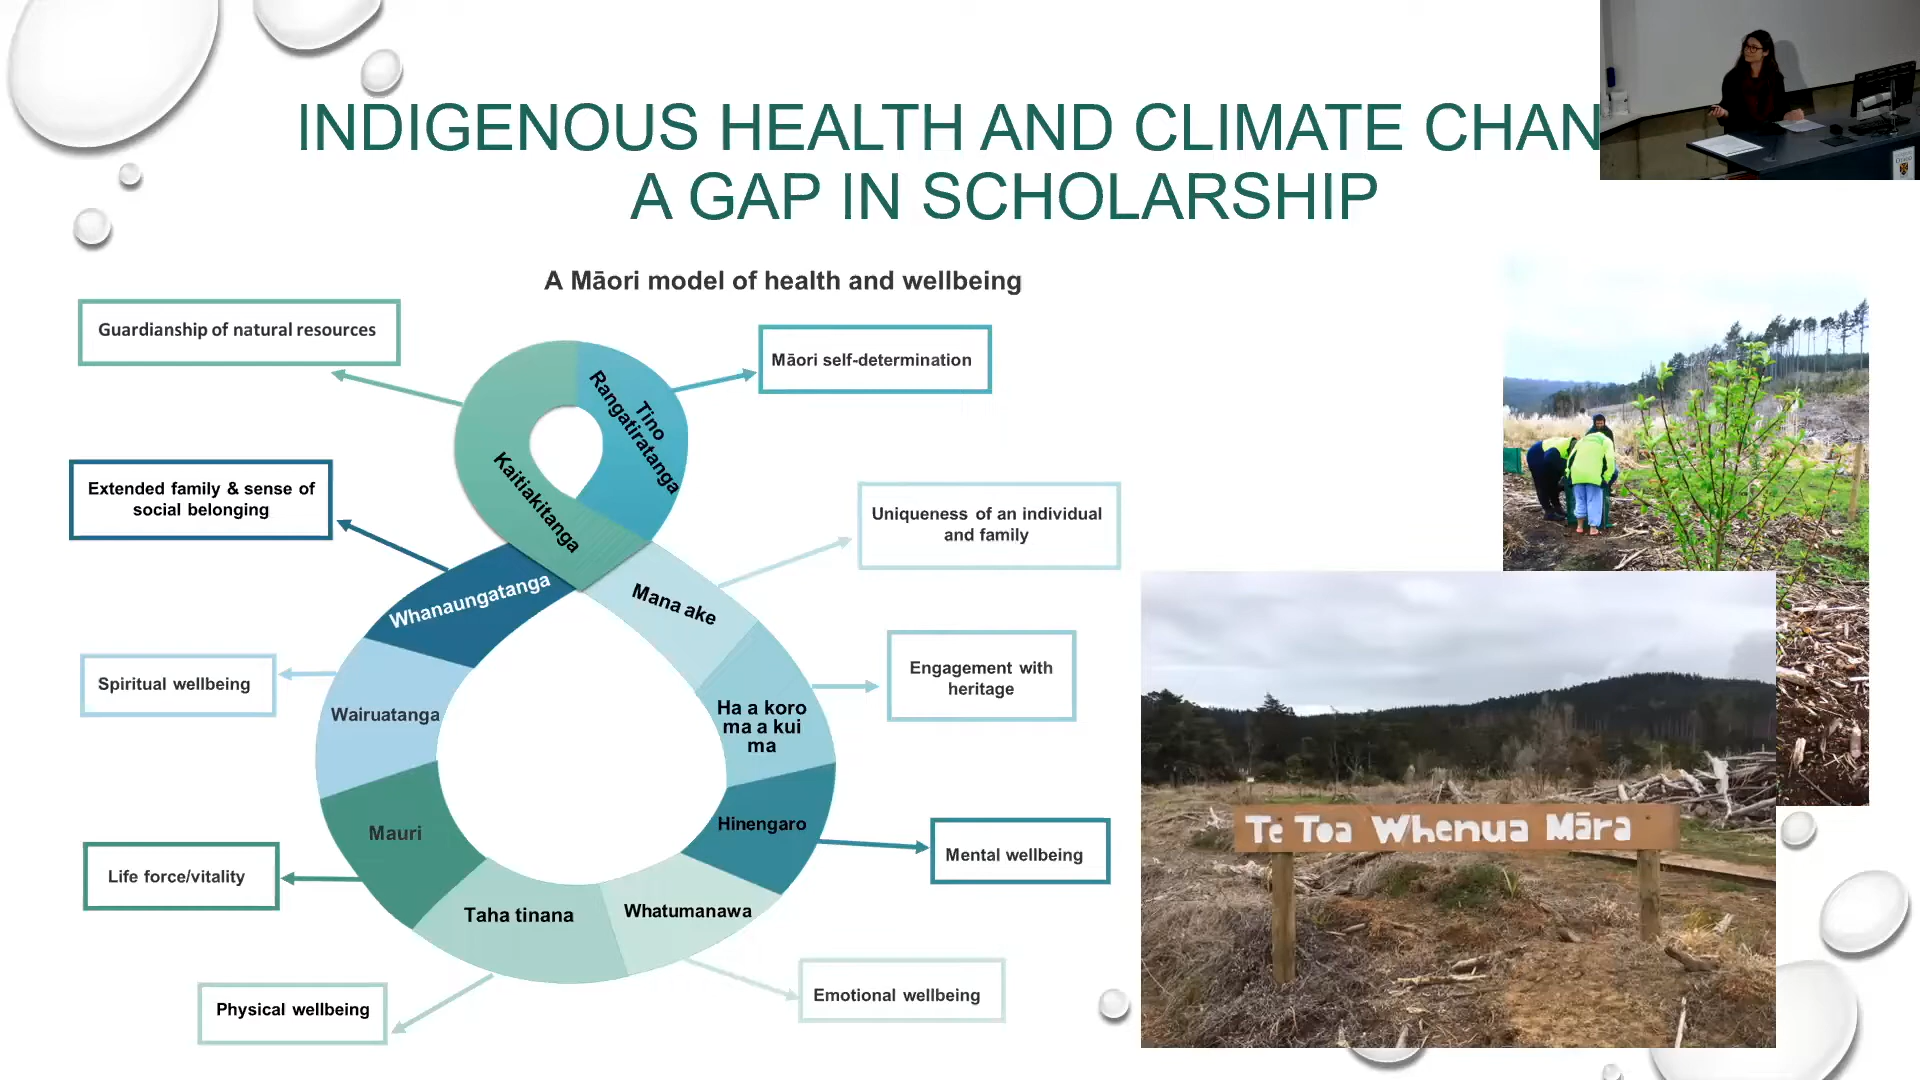 INDIGENOUS HEALTH AND CLIMATE CHAN
A GAP IN SCHOLARSHIP
A Māori model of health and wellbeing
Guardianship of natural resources
Māori self-determination
Tino
Rangatiratanga
Kaitiakitanga
Extended family & sense of
social belonging
Uniqueness of an individual
and family
Whanaungatanga
Mana ake
Spiritual wellbeing
Engagement with
heritage
Wairuatanga
Ha a koro
ma a kui
ma
Mauri
Hinengaro
Life force/vitality
Mental wellbeing
Taha tinana
Whatumanawa
Physical wellbeing
Emotional wellbeing
Te Toa Whenua Māra